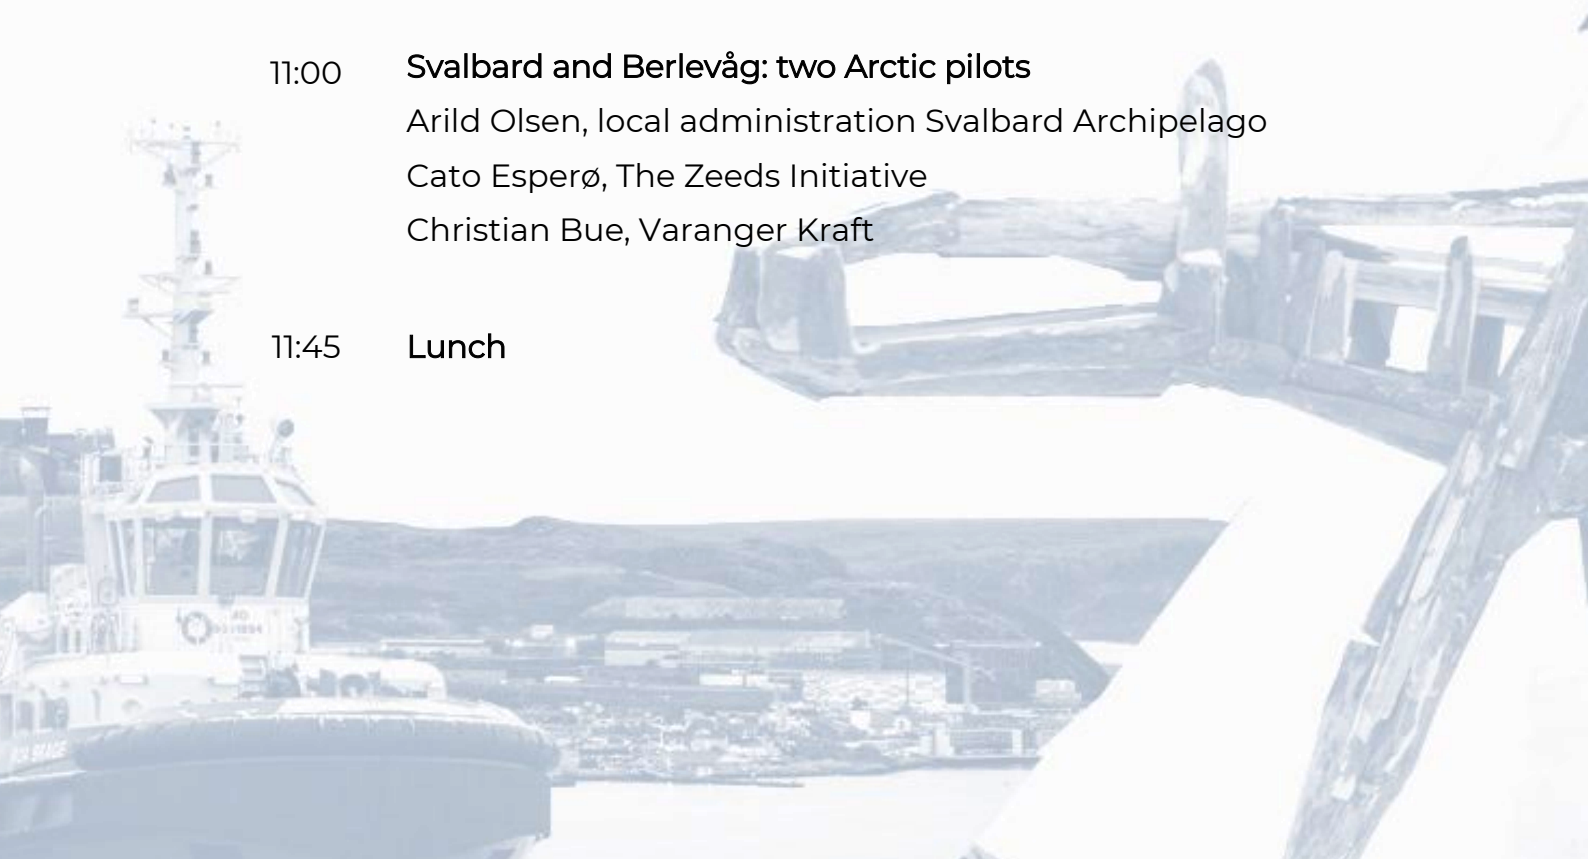 11:00 Svalbard and Berlevåg: two Arctic pilots
Arild Olsen, local administration Svalbard Archipelago
Cato Esperø, The Zeeds Initiative
Christian Bue, Varanger Kraft
11:45 Lunch